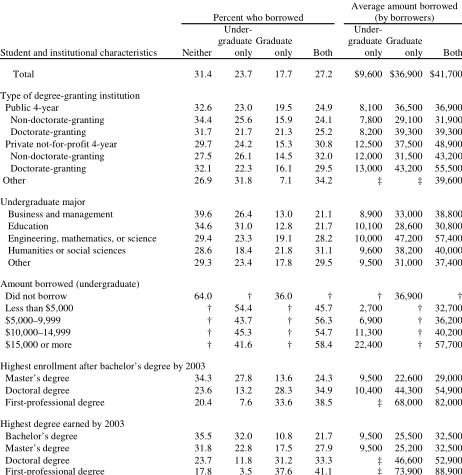 Average amount borrowed
Percent who borrowed (by borrowers)
Under- Under-
graduate Graduate graduate Graduate
Student and institutional characteristics Neither only only Both only only Both
Total 31.4 23.7 17.7 27.2 $9,600 $36,900 $41,700
Type of degree-granting institution
Public 4-year 32.6 23.0 19.5 24.9 8,100 36,500 36,900
Non-doctorate-granting 34.4 25.6 15.9 24.1 7,800 29,100 31,900
Doctorate-granting 31.7 21.7 21.3 25.2 8,200 39,300 39,300
Private not-for-profit 4-year 29.7 24.2 15.3 30.8 12,500 37,500 48,900
Non-doctorate-granting 27.5 26.1 14.5 32.0 12,000 31,500 43,200
Doctorate-granting 32.1 22.3 16.1 29.5 13,000 43,200 55,500
Other 26.9 31.8 7.1 34.2 ‡ ‡ 39,600
Undergraduate major
Business and management 39.6 26.4 13.0 21.1 8,900 33,000 38,800
Education 34.6 31.0 12.8 21.7 10,100 28,600 30,800
Engineering, mathematics, or science 29.4 23.3 19.1 28.2 10,000 47,200 57,400
Humanities or social sciences 28.6 18.4 21.8 31.1 9,600 38,200 40,000
Other 29.3 23.4 17.8 29.5 9,500 31,000 37,400
Amount borrowed (undergraduate)
Did not borrow 64.0 † 36.0 † † 36,900 †
Less than $5,000 † 54.4 † 45.7 2,700 † 32,700
$5,000–9,999 † 43.7 † 56.3 6,900 † 36,200
$10,000–14,999 † 45.3 † 54.7 11,300 † 40,200
$15,000 or more † 41.6 † 58.4 22,400 † 57,700
Highest enrollment after bachelor's degree by 2003
Master's degree 34.3 27.8 13.6 24.3 9,500 22,600 29,000
Doctoral degree 23.6 13.2 28.3 34.9 10,400 44,300 54,900
First-professional degree 20.4 7.6 33.6 38.5 ‡ 68,000 82,000
Highest degree earned by 2003
Bachelor's degree 35.5 32.0 10.8 21.7 9,500 25,500 32,500
Master's degree 31.8 22.8 17.5 27.9 9,500 25,200 32,500
Doctoral degree 23.7 11.8 31.2 33.3 ‡ 46,600 52,900
First-professional degree 17.8 3.5 37.6 41.1 ‡ 73,900 88,900